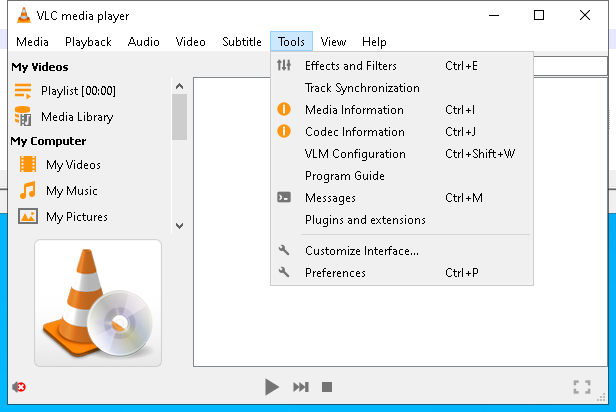 VLC media player
Media Playback Audio Video Subtitle Tools View Help
My Videos
Playlist [00:00]
Media Library
My Computer
My Videos
My Music
My Pictures
Effects and Filters Ctrl+E
Track Synchronization
Media Information Ctrl+I
Codec Information Ctrl+J
VLM Configuration Ctrl+Shift+W
Program Guide
Messages Ctrl+M
Plugins and extensions
Customize Interface...
Preferences Ctrl+P